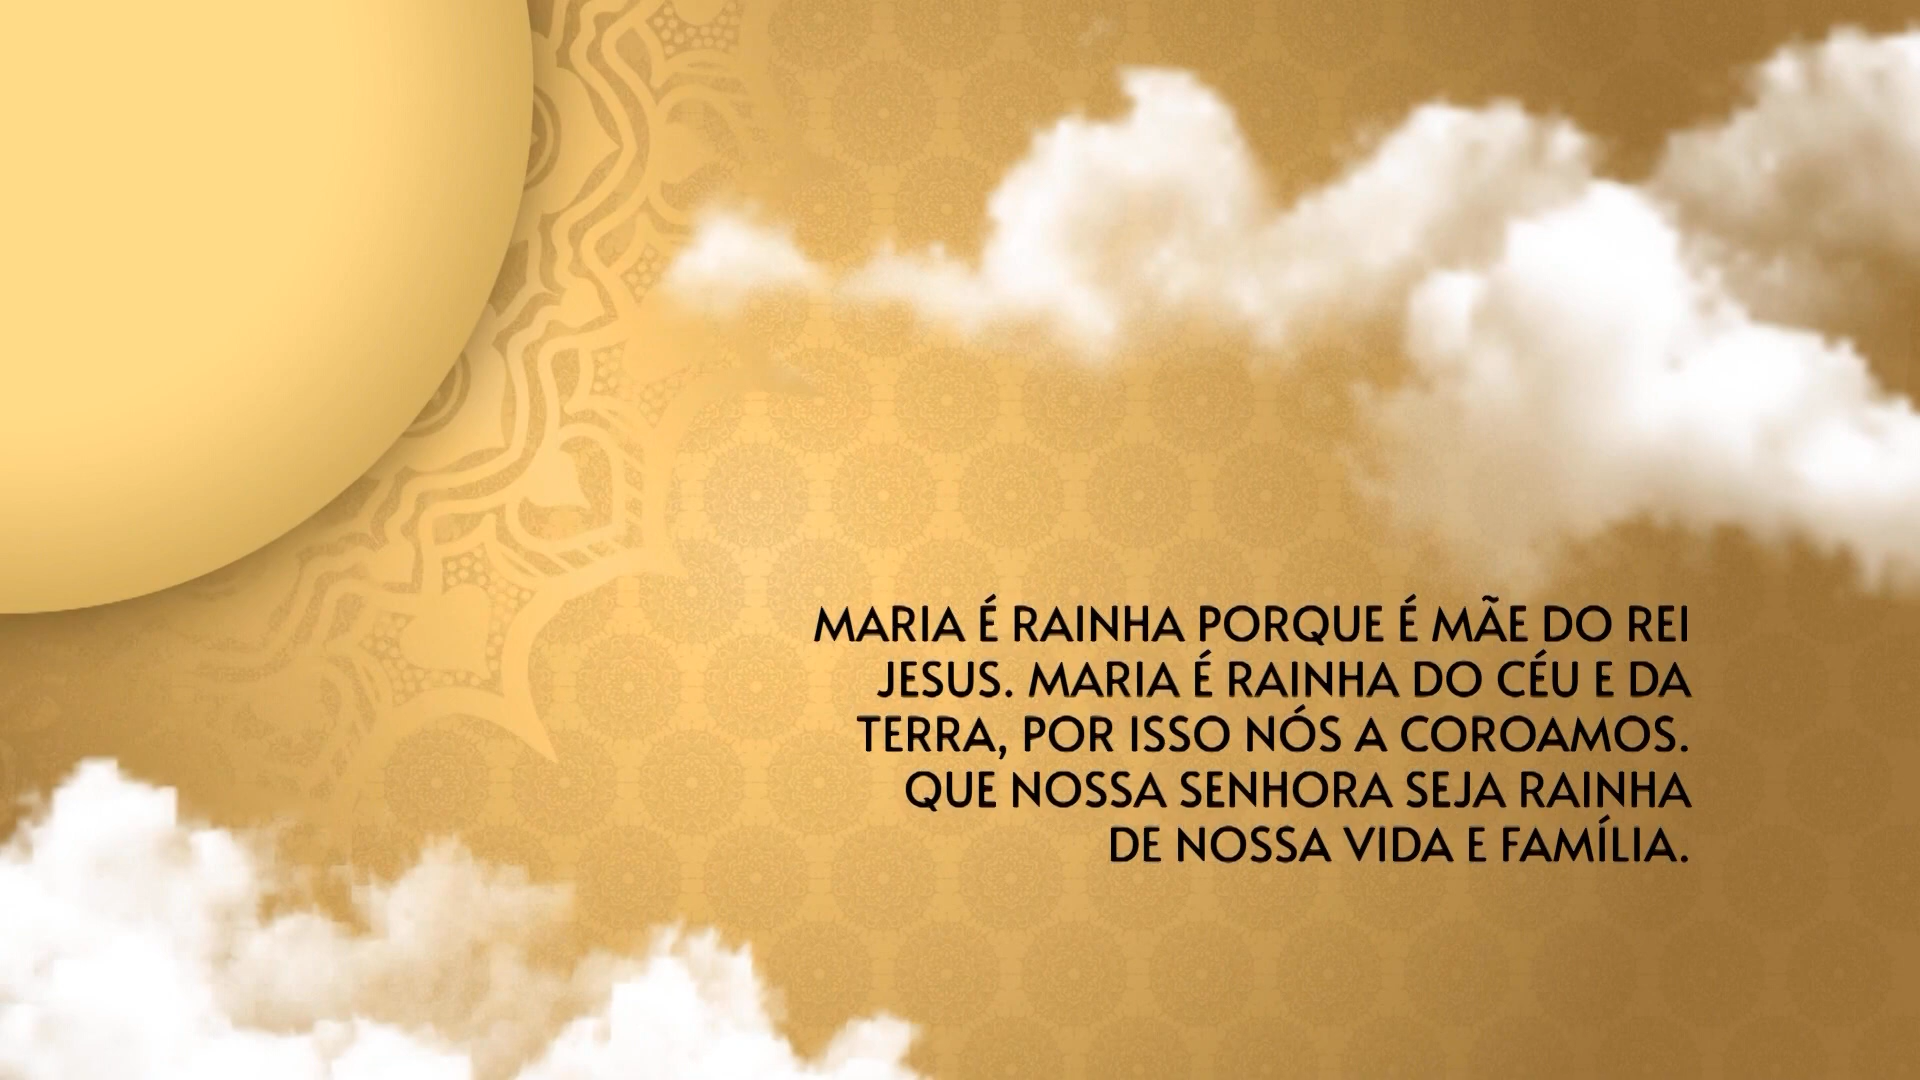 MARIA É RAINHA PORQUE É MÃE DO REI
JESUS. MARIA É RAINHA DO CÉU E DA
TERRA, POR ISSO NÓS A COROAMOS.
QUE NOSSA SENHORA SEJA RAINHA
DE NOSSA VIDA E FAMÍLIA.